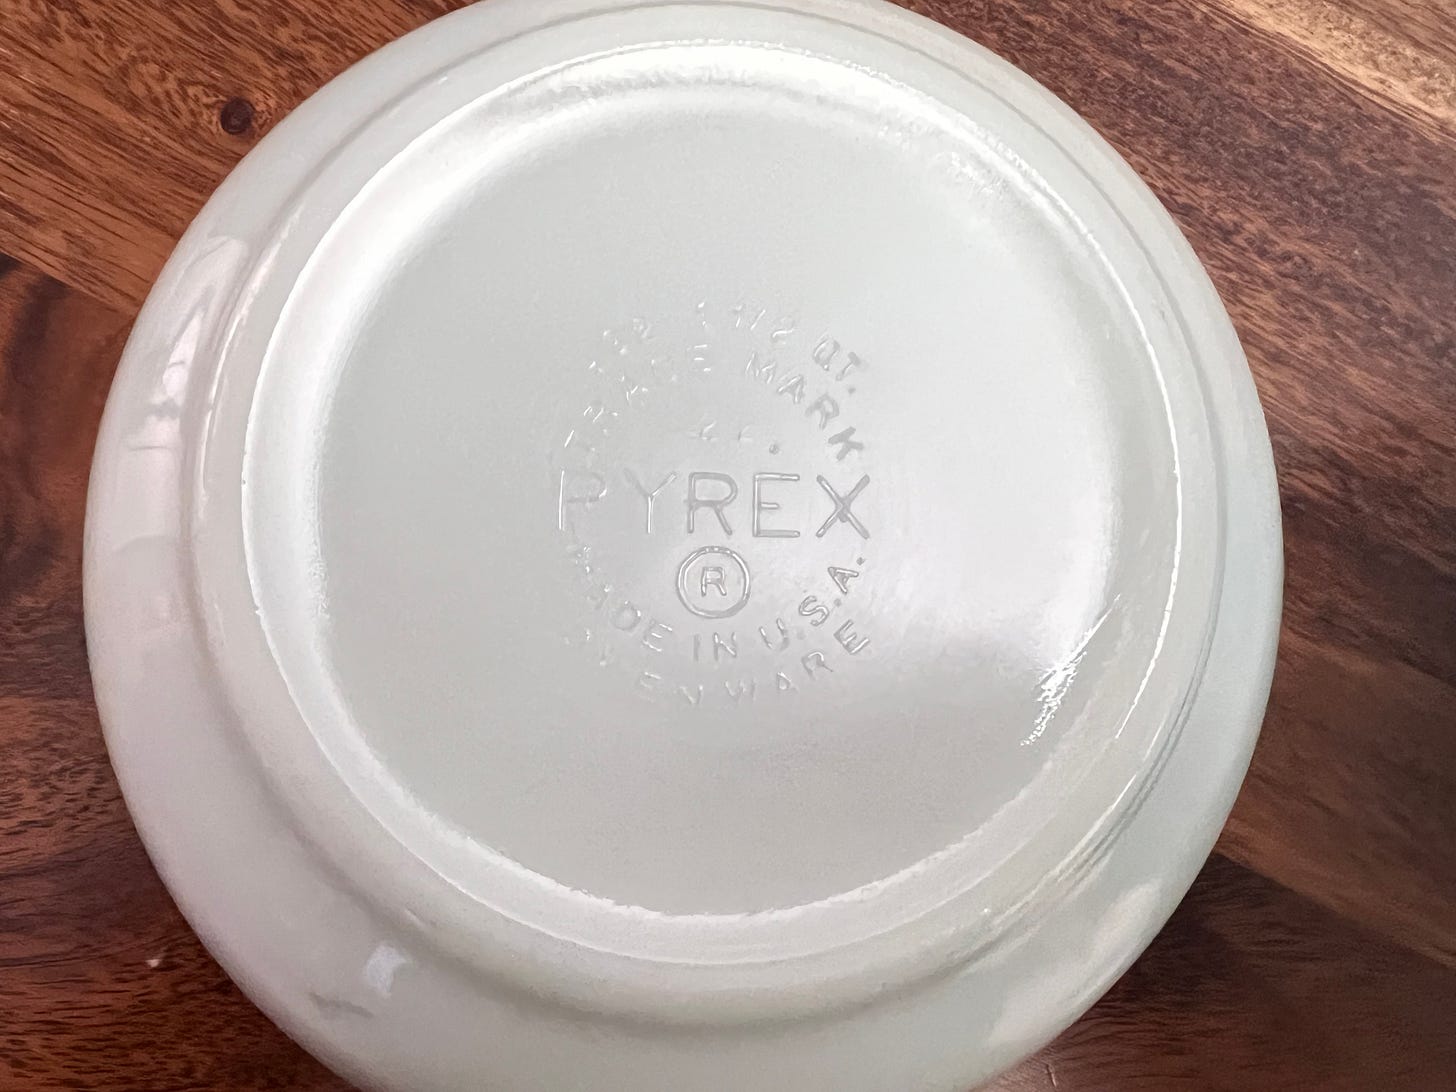 1 1/2 QT.
TRADE MARK
PYREX
®
MADE IN U.S.A.
OVENWARE